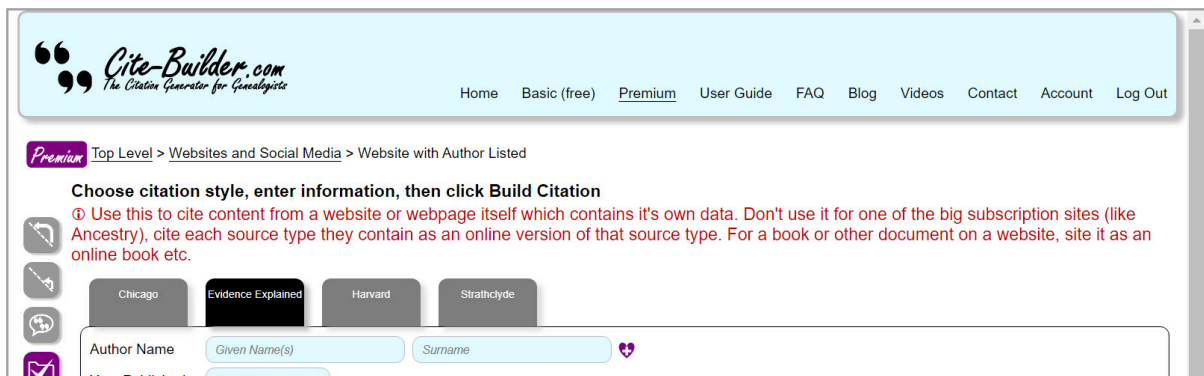 Cite-Builder.com
The Citation Generator for Genealogists
Home Basic (free) Premium User Guide FAQ Blog Videos Contact Account Log Out
Premium Top Level > Websites and Social Media > Website with Author Listed
Choose citation style, enter information, then click Build Citation
Use this to cite content from a website or webpage itself which contains it's own data. Don't use it for one of the big subscription sites (like
Ancestry), cite each source type they contain as an online version of that source type. For a book or other document on a website, site it as an
online book etc.
Chicago Evidence Explained Harvard Strathclyde
Author Name Given Name(s) Surname